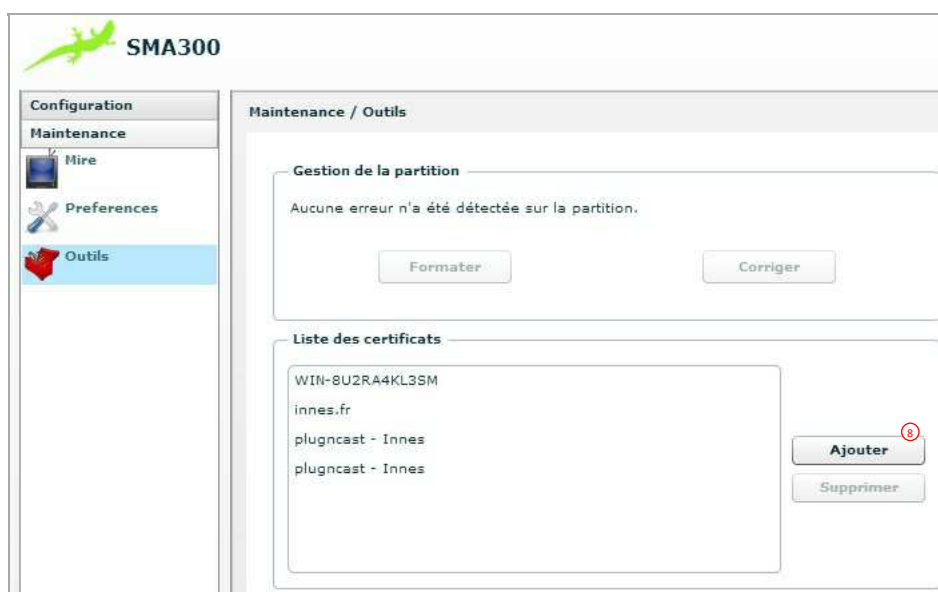 SMA300
Configuration
Maintenance
Mire
Preferences
Outils
Maintenance / Outils
Gestion de la partition
Aucune erreur n'a été détectée sur la partition.
Formater
Corriger
Liste des certificats
WIN-8U2RA4KL3SM
innes.fr
plugncast - Innes
plugncast - Innes
8
Ajouter
Supprimer